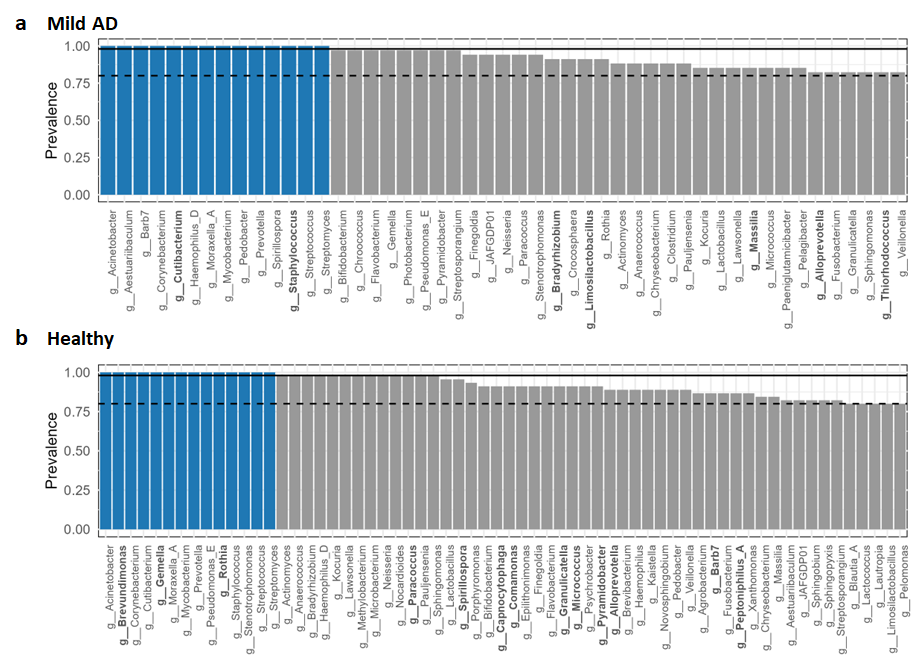 a Mild AD
1.00
0.75
0.50
0.25
0.00
Prevalence
g__Acinetobacter
g__Aestuariibaculum
g__Barb7
g__Corynebacterium
g__Cutibacterium
g__Haemophilus_D
g__Moraxella_A
g__Mycobacterium
g__Pedobacter
g__Prevotella
g__Spirillospora
g__Staphylococcus
g__Streptococcus
g__Streptomyces
g__Bifidobacterium
g__Chroococcus
g__Flavobacterium
g__Gemella
g__Photobacterium
g__Pseudomonas_E
g__Pyramidobacter
g__Streptosporangium
g__Finegoldia
g__JAFGDP01
g__Neisseria
g__Paracoccus
g__Stenotrophomonas
g__Bradyrhizobium
g__Crocosphaera
g__Limosilactobacillus
g__Rothia
g__Actinomyces
g__Anaerococcus
g__Chryseobacterium
g__Clostridium
g__Pauljensenia
g__Kocuria
g__Lactobacillus
g__Lawsonella
g__Massilia
g__Micrococcus
g__Paeniglutamicibacter
g__Pelagibacter
g__Alloprevotella
g__Fusobacterium
g__Granulicatella
g__Sphingomonas
g__Thiorhodococcus
g__Veillonella
b Healthy
1.00
0.75
0.50
0.25
0.00
Prevalence
g__Acinetobacter
g__Brevundimonas
g__Corynebacterium
g__Cutibacterium
g__Gemella
g__Moraxella_A
g__Mycobacterium
g__Prevotella
g__Pseudomonas_E
g__Rothia
g__Staphylococcus
g__Stenotrophomonas
g__Streptococcus
g__Streptomyces
g__Actinomyces
g__Anaerococcus
g__Bradyrhizobium
g__Haemophilus_D
g__Kocuria
g__Lawsonella
g__Methylobacterium
g__Microbacterium
g__Neisseria
g__Nocardioides
g__Paracoccus
g__Pauljensenia
g__Sphingomonas
g__Lactobacillus
g__Spirillospora
g__Porphyromonas
g__Bifidobacterium
g__Capnocytophaga
g__Comamonas
g__Epilithonimonas
g__Finegoldia
g__Flavobacterium
g__Granulicatella
g__Micrococcus
g__Psychrobacter
g__Pyramidobacter
g__Alloprevotella
g__Brevibacterium
g__Haemophilus
g__Kaistella
g__Novosphingobium
g__Pedobacter
g__Veillonella
g__Agrobacterium
g__Barb7
g__Fusobacterium
g__Peptoniphilus_A
g__Xanthomonas
g__Chryseobacterium
g__Massilia
g__Aestuariibaculum
g__JAFGDP01
g__Sphingobium
g__Sphingopyxis
g__Streptosporangium
g__Blautia_A
g__Lactococcus
g__Lautropia
g__Limosilactobacillus
g__Pelomonas